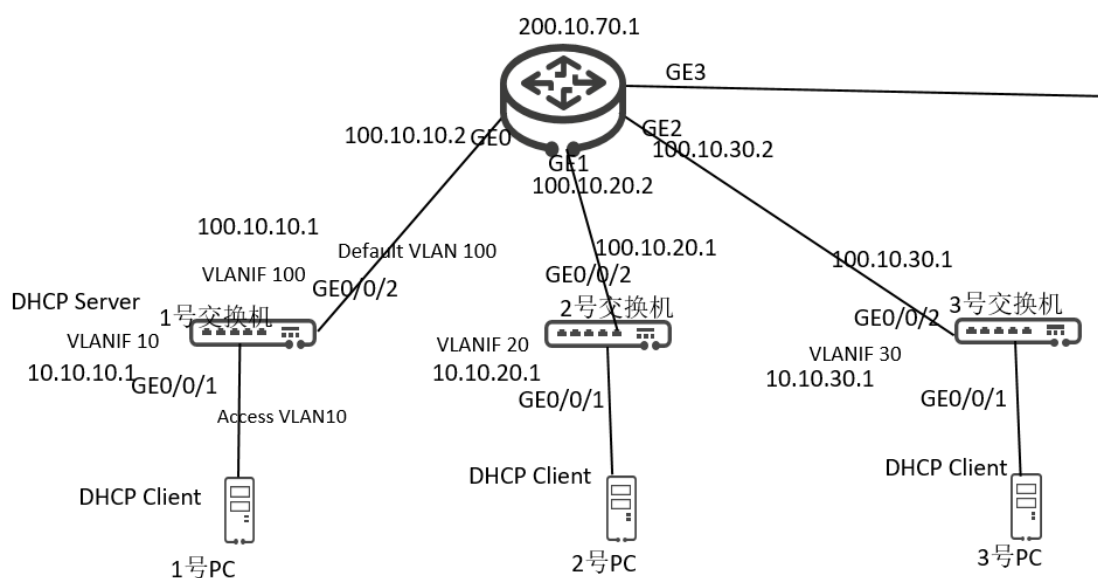 200.10.70.1
GE3
100.10.10.2
GE0
GE2
GE1
100.10.30.2
100.10.20.2
100.10.10.1
Default VLAN 100
100.10.20.1
100.10.30.1
VLANIF 100
GE0/0/2
GE0/0/2
DHCP Server
1号交换机
2号交换机
3号交换机
GE0/0/2
VLANIF 10
VLANIF 20
VLANIF 30
10.10.10.1
GE0/0/1
10.10.20.1
10.10.30.1
GE0/0/1
GE0/0/1
Access VLAN10
DHCP Client
DHCP Client
DHCP Client
1号PC
2号PC
3号PC